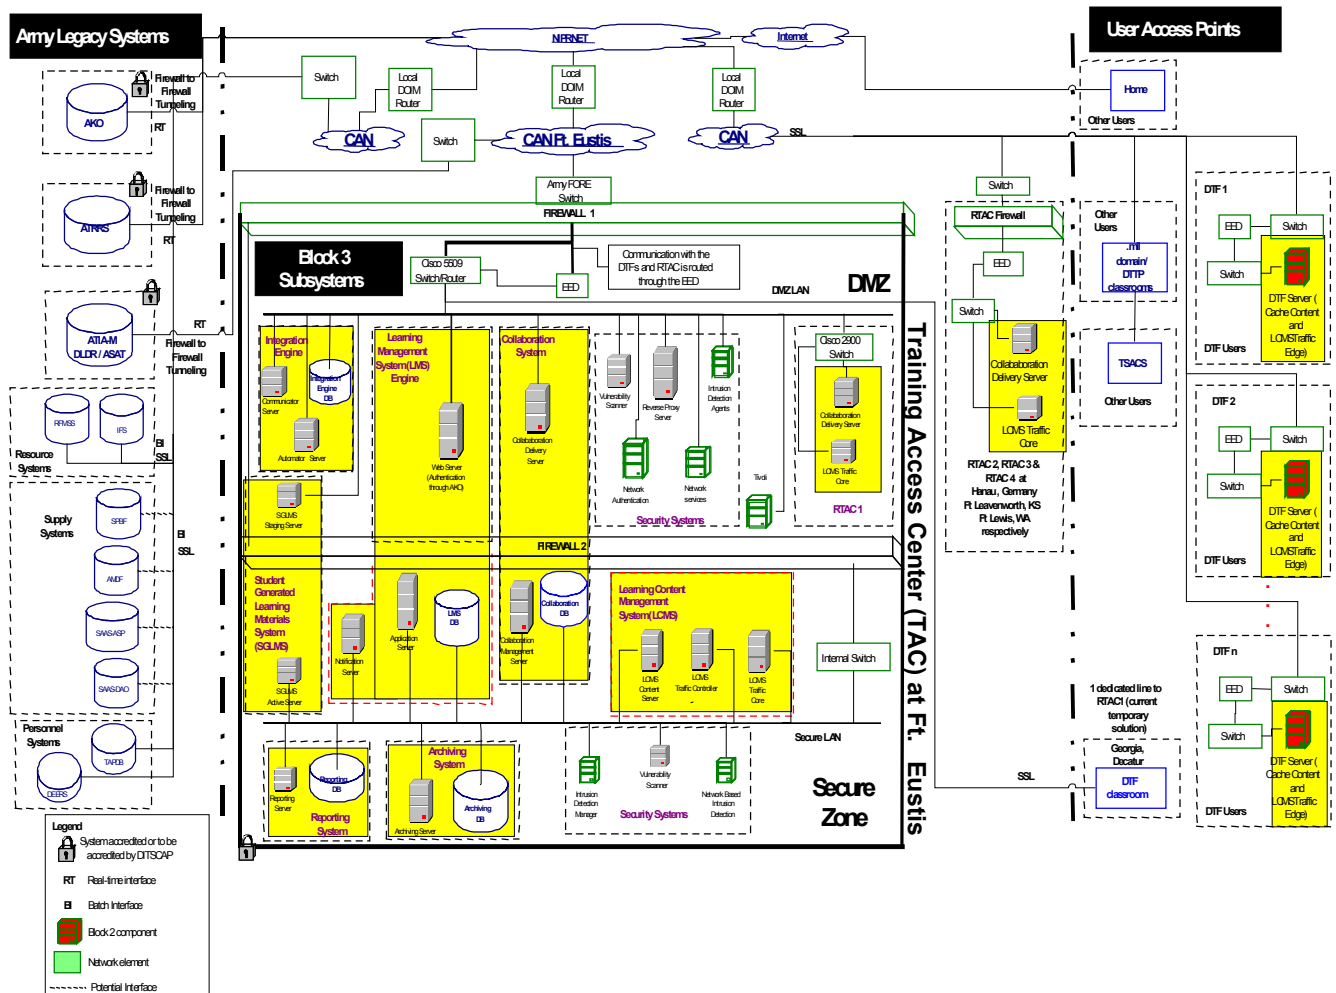 Army Legacy Systems
User Access Points
NIPRNET
Internet
Switch
Local
DOIM
Router
Local
DOIM
Router
Local
DOIM
Router
Firewall to
Firewall
Tunneling
RT
AKO
Home
Other Users
CAN
Switch
CAN Ft. Eustis
CAN
SSL
Army FORE
Switch
Switch
Firewall to
Firewall
Tunneling
RT
ATRRS
FIREWALL 1
RTAC Firewall
Other
Users
.mil
domain/
DTTP
classrooms
DTF 1
EED
Switch
Switch
DTF Server (
Cache Content
and
LCMSTraffic
Edge)
DTF Users
Block 3
Subsystems
Cisco 5509
Switch/Router
EED
Communication with the
DTFs and RTAC is routed
through the EED
DMZ LAN
DMZ
EED
Switch
ATIA-M
DLDR / ASAT
RT
Firewall to
Firewall
Tunneling
Integration
Engine
Integration
Engine
DB
Communicator
Server
Automator Server
Learning
Management
System(LMS)
Engine
Web Server
(Authentication
through AKO)
Collaboration
System
Collaboration
Delivery
Server
Vulnerability
Scanner
Reverse Proxy
Server
Intrusion
Detection
Agents
Network
Authentication
Network
services
Security Systems
Tivoli
Cisco 2900
Switch
Collaboration
Delivery Server
LCMS Traffic
Core
RTAC 1
Collaboration
Delivery Server
LCMS Traffic
Core
RTAC 2, RTAC 3 &
RTAC 4 at
Hanau, Germany
Ft Leavenworth, KS
Ft Lewis, WA
respectively
TSACS
Other Users
DTF 2
EED
Switch
Switch
DTF Server (
Cache Content
and
LCMSTraffic
Edge)
DTF Users
RFMSS
IFS
Resource
Systems
BI
SSL
Supply
Systems
SPBIF
BI
SSL
AMDF
SAAS-ASP
SAAS-DAO
Training Access Center (TAC) at Ft. Eustis
SGLMS
Staging Server
FIREWALL 2
Student
Generated
Learning
Materials
System
(SGLMS)
SGLMS
Active Server
Notification
Server
Application
Server
LMS
DB
Collaboration
Management
Server
Collaboration
DB
Learning Content
Management
System(LCMS)
LCMS
Content
Server
LCMS
Traffic Controller
LCMS
Traffic
Core
Internal Switch
DTF n
EED
Switch
Switch
DTF Server (
Cache Content
and
LCMSTraffic
Edge)
DTF Users
1 dedicated line to
RTAC1 (current
temporary
solution)
Georgia,
Decatur
SSL
DTF
classroom
Personnel
Systems
TAPDB
DEERS
Secure LAN
Reporting
DB
Reporting
Server
Reporting
System
Archiving
System
Archiving Server
Archiving
DB
Intrusion
Detection
Manager
Vulnerability
Scanner
Network Based
Intrusion
Detection
Security Systems
Secure
Zone
Legend
System accredited or to be
accredited by DITSCAP
RT Real-time interface
BI Batch Interface
Block 2 component
Network element
Potential Interface